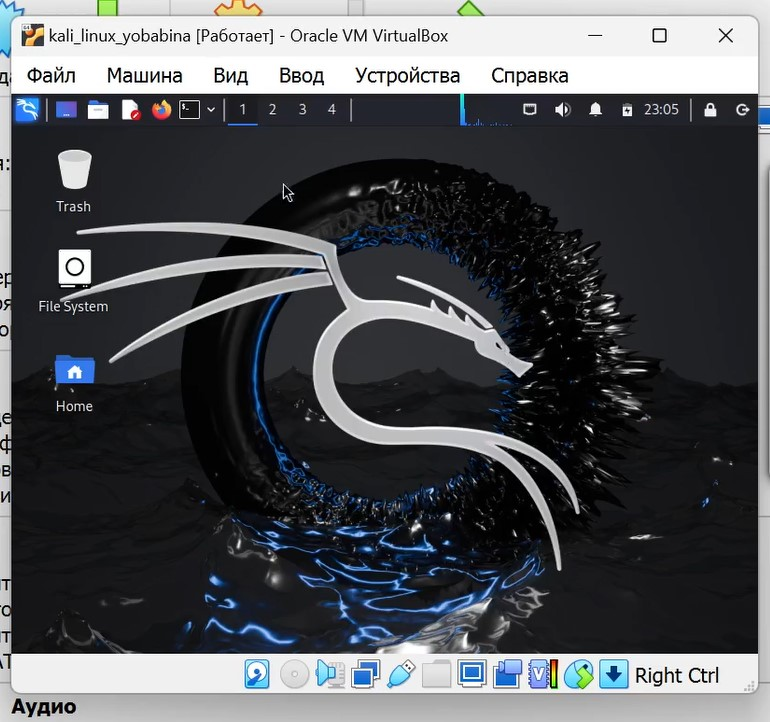 kali_linux_yobabina [Работает] - Oracle VM VirtualBox
Файл Машина Вид Ввод Устройства Справка
1 2 3 4 23:05
Trash
File System
Home
Right Ctrl
Аудио